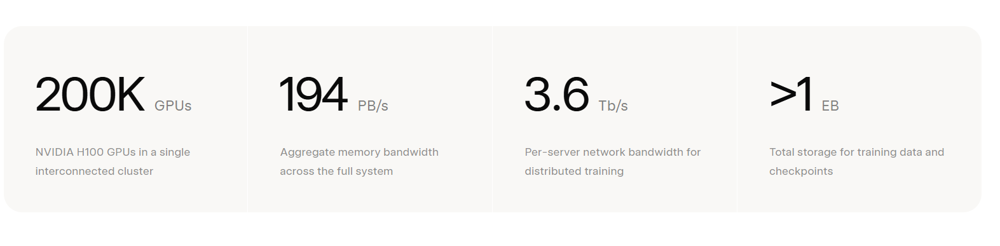 200K GPUs
NVIDIA H100 GPUs in a single
interconnected cluster
194 PB/s
Aggregate memory bandwidth
across the full system
3.6 Tb/s
Per-server network bandwidth for
distributed training
>1 EB
Total storage for training data and
checkpoints